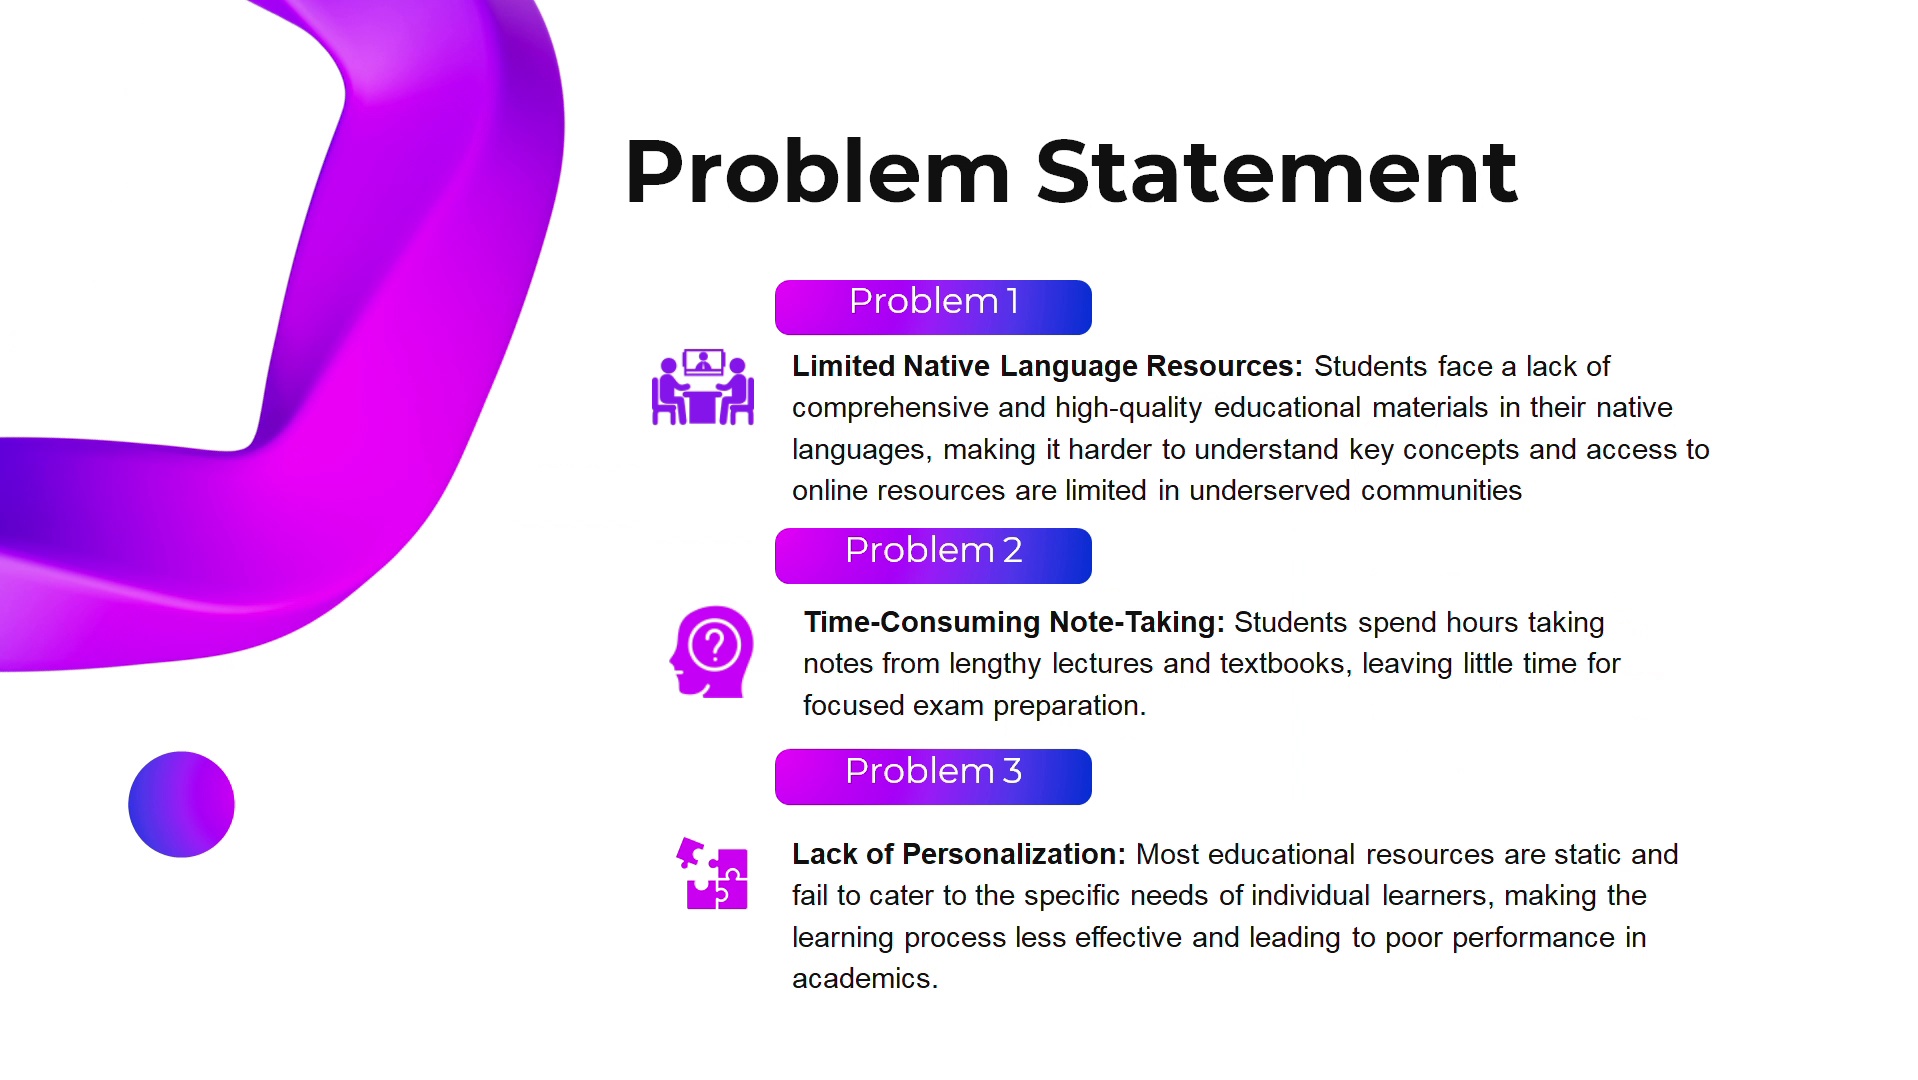 Problem Statement
Problem 1
Limited Native Language Resources: Students face a lack of
comprehensive and high-quality educational materials in their native
languages, making it harder to understand key concepts and access to
online resources are limited in underserved communities
Problem 2
Time-Consuming Note-Taking: Students spend hours taking
notes from lengthy lectures and textbooks, leaving little time for
focused exam preparation.
Problem 3
Lack of Personalization: Most educational resources are static and
fail to cater to the specific needs of individual learners, making the
learning process less effective and leading to poor performance in
academics.